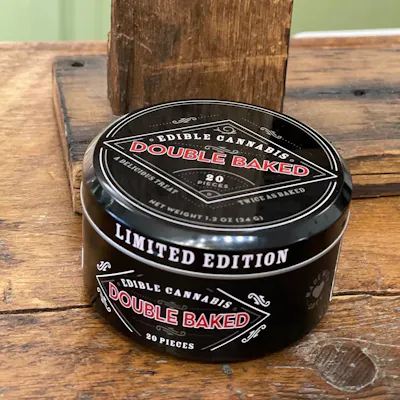 EDIBLE CANNABIS
DOUBLE BAKED
20
PIECES
A DELICIOUS TREAT
TWICE AS BAKED
NET WEIGHT 1.2 OZ (34 G)
LIMITED EDITION
EDIBLE CANNABIS
DOUBLE BAKED
20 PIECES